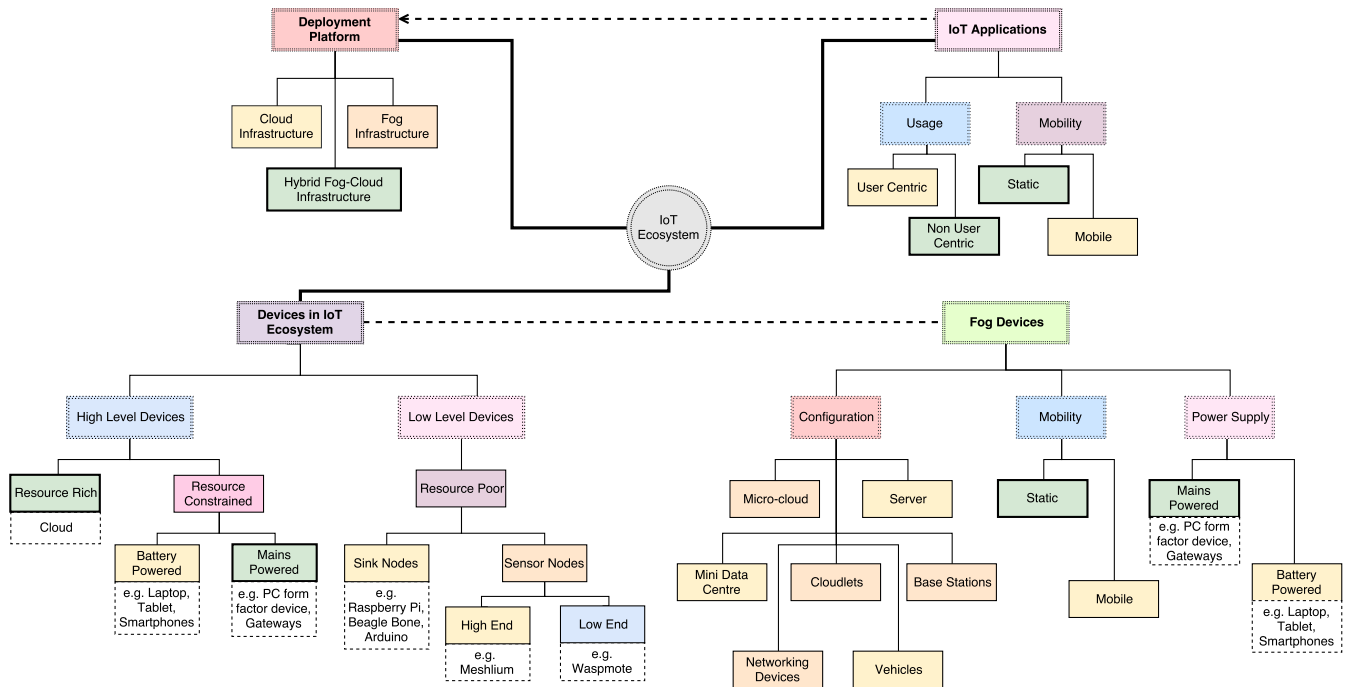 Deployment
Platform
IoT Applications
Cloud
Infrastructure
Fog
Infrastructure
Hybrid Fog-Cloud
Infrastructure
Usage
Mobility
User Centric
Static
Non User
Centric
Mobile
IoT
Ecosystem
Devices in IoT
Ecosystem
Fog Devices
High Level Devices
Low Level Devices
Configuration
Mobility
Power Supply
Resource Rich
Cloud
Resource
Constrained
Resource Poor
Battery
Powered
e.g. Laptop,
Tablet,
Smartphones
Mains
Powered
e.g. PC form
factor device,
Gateways
Sink Nodes
e.g.
Raspberry Pi,
Beagle Bone,
Arduino
Sensor Nodes
High End
e.g.
Meshlium
Low End
e.g.
Waspmote
Micro-cloud
Server
Mini Data
Centre
Cloudlets
Base Stations
Networking
Devices
Vehicles
Static
Mobile
Mains
Powered
e.g. PC form
factor device,
Gateways
Battery
Powered
e.g. Laptop,
Tablet,
Smartphones